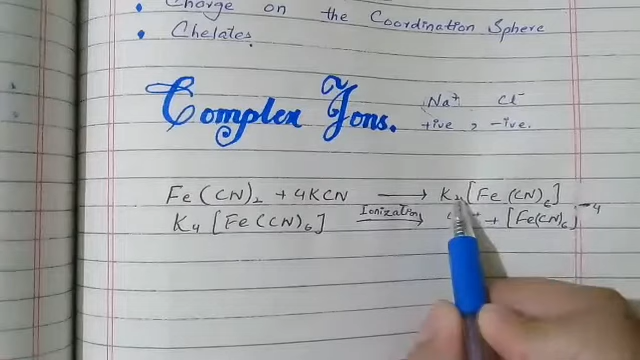 • Charge on the Coordination Sphere
• Chelates.
Complex Ions.
Na⁺ Cl⁻
+ive , -ive.
Fe(CN)₂ + 4KCN → K₄[Fe(CN)₆]
K₄[Fe(CN)₆] Ionization → + [Fe(CN)₆]⁻⁴